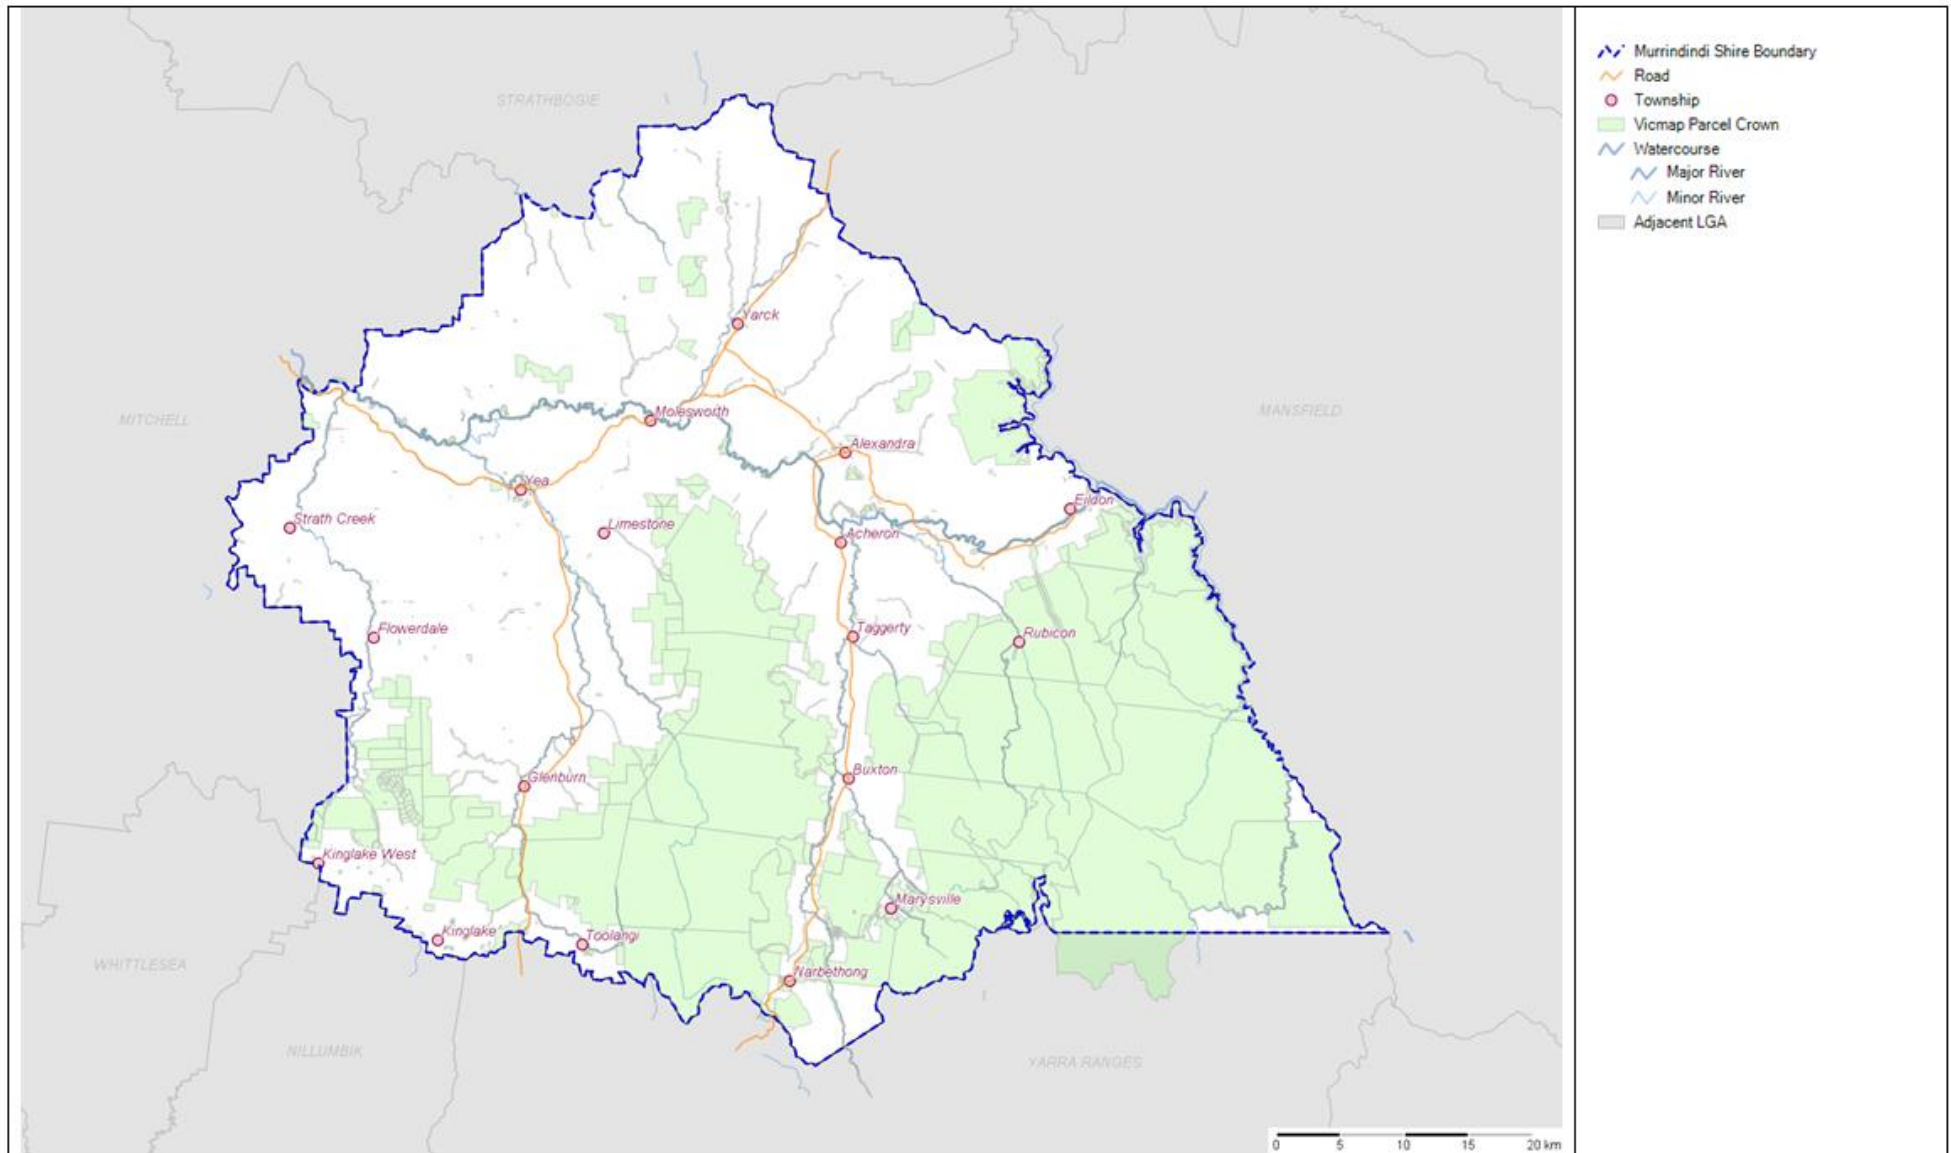 Murrindindi Shire Boundary
Road
Township
Vicmap Parcel Crown
Watercourse
Major River
Minor River
Adjacent LGA
STRATHBOGIE
Yarck
MITCHELL
Molesworth
MANSFIELD
Alexandra
Yea
Eildon
Strath Creek
Limestone
Acheron
Flowerdale
Taggerty
Rubicon
Glenburn
Buxton
Kinglake West
Marysville
Kinglake
Toolangi
WHITTLESEA
Narbethong
NILLUMBIK
YARRA RANGES
0 5 10 15 20 km